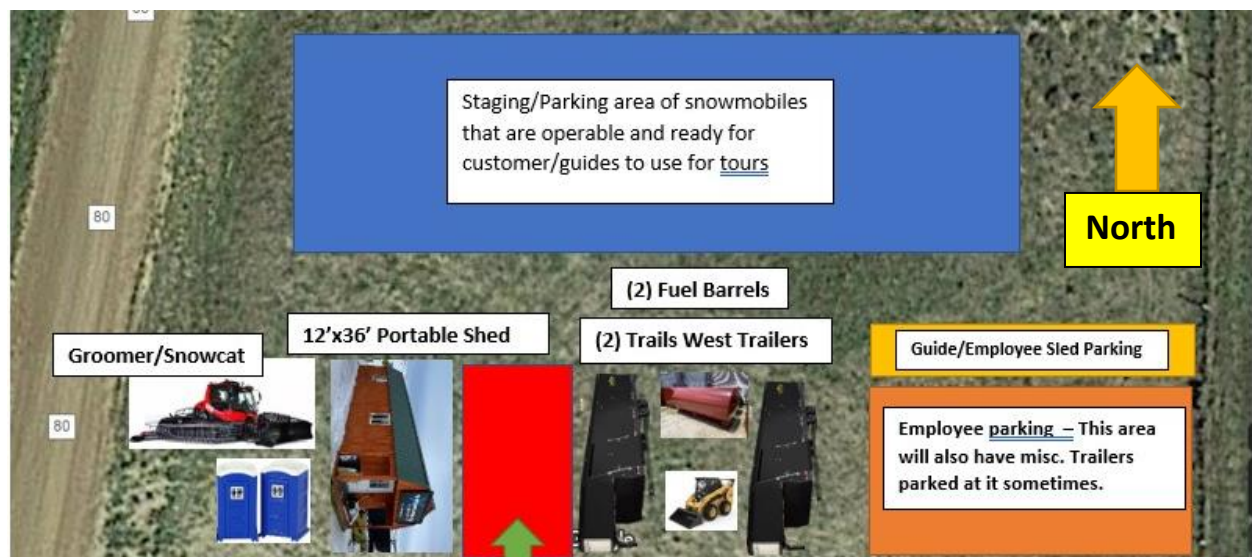 Staging/Parking area of snowmobiles
that are operable and ready for
customer/guides to use for tours
80
North
(2) Fuel Barrels
12’x36’ Portable Shed
(2) Trails West Trailers
Groomer/Snowcat
Guide/Employee Sled Parking
80
Employee parking – This area
will also have misc. Trailers
parked at it sometimes.